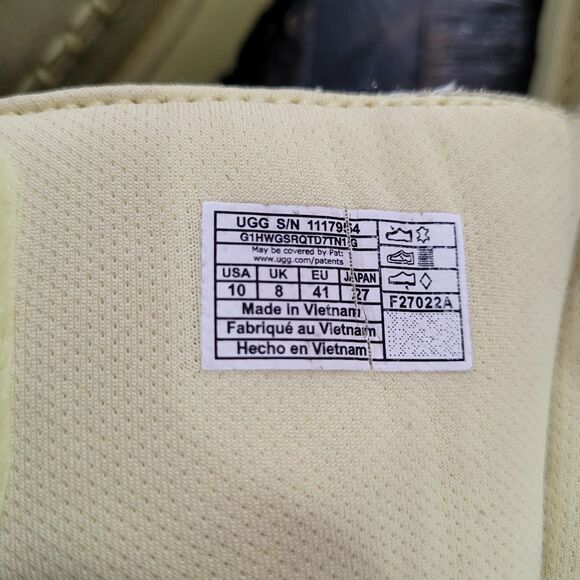 UGG S/N 1117954
May be covered by Pat:
www.ugg.com/patents
USA UK EU JAPAN
10 8 41 27
F27022A
Made in Vietnam
Fabriqué au Vietnam
Hecho en Vietnam